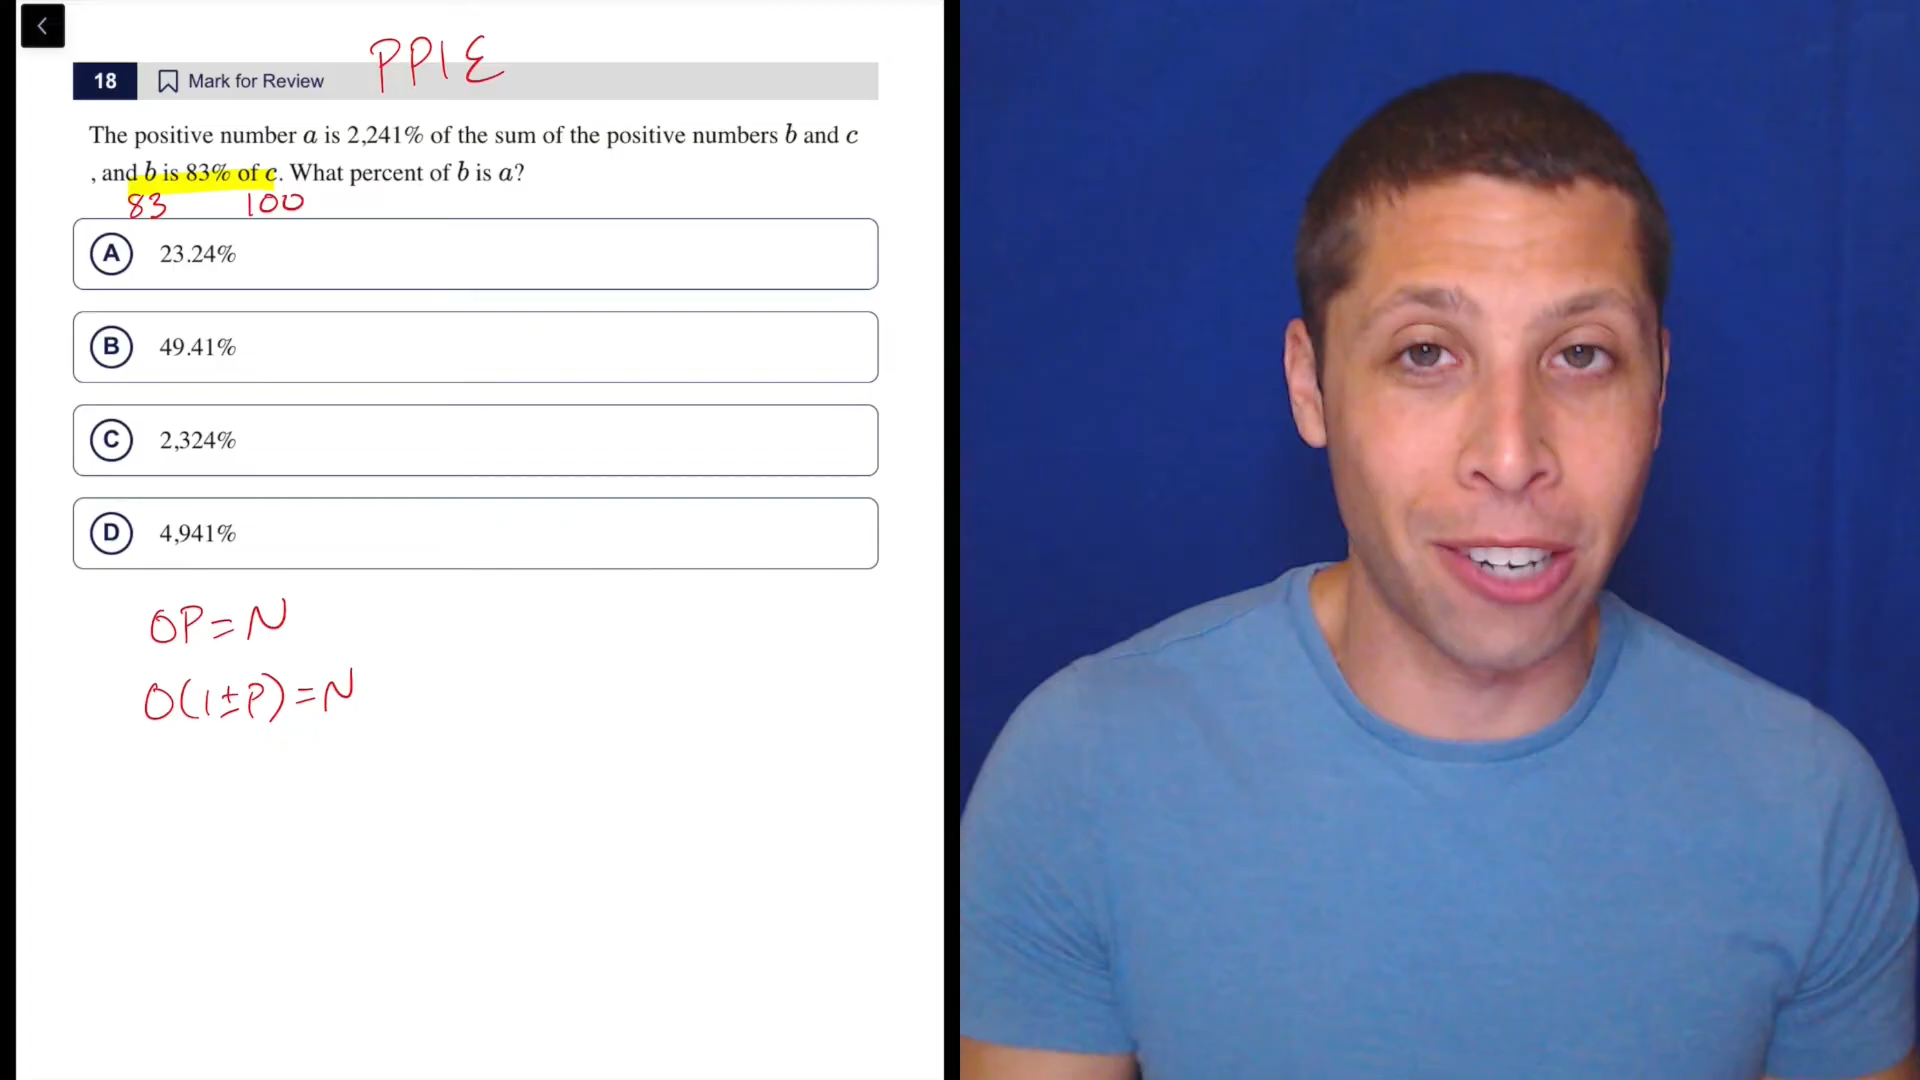 PPIE
18 Mark for Review
The positive number a is 2,241% of the sum of the positive numbers b and c
, and b is 83% of c. What percent of b is a?
83 100
A 23.24%
B 49.41%
C 2,324%
D 4,941%
OP=N
O(1±P)=N